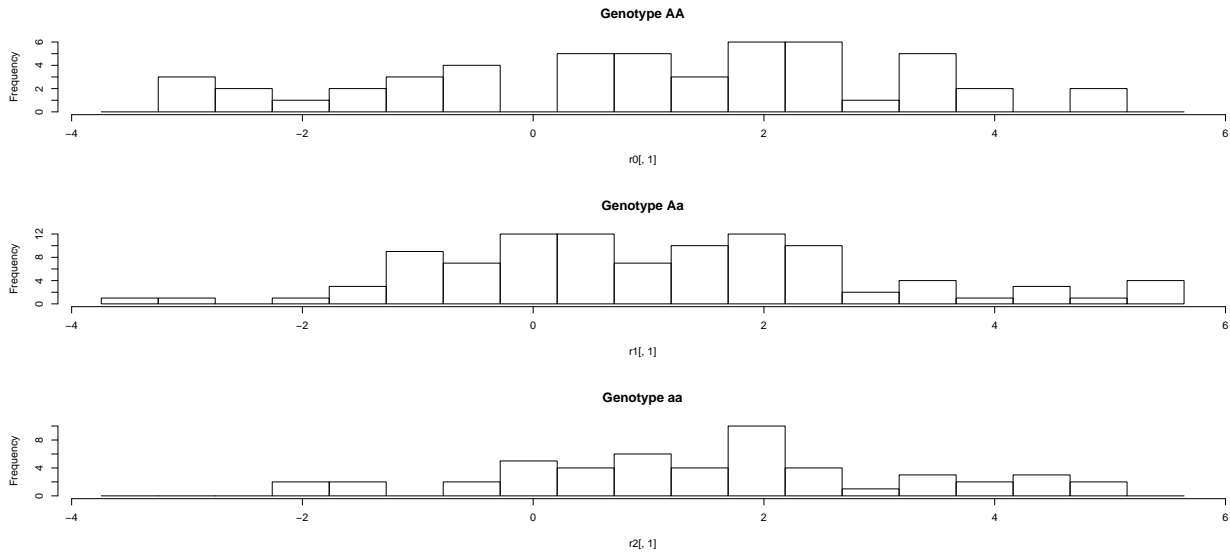 Genotype AA
Frequency
0 2 4 6
−4 −2 0 2 4 6
r0[, 1]
Genotype Aa
Frequency
0 4 8 12
−4 −2 0 2 4 6
r1[, 1]
Genotype aa
Frequency
0 4 8
−4 −2 0 2 4 6
r2[, 1]